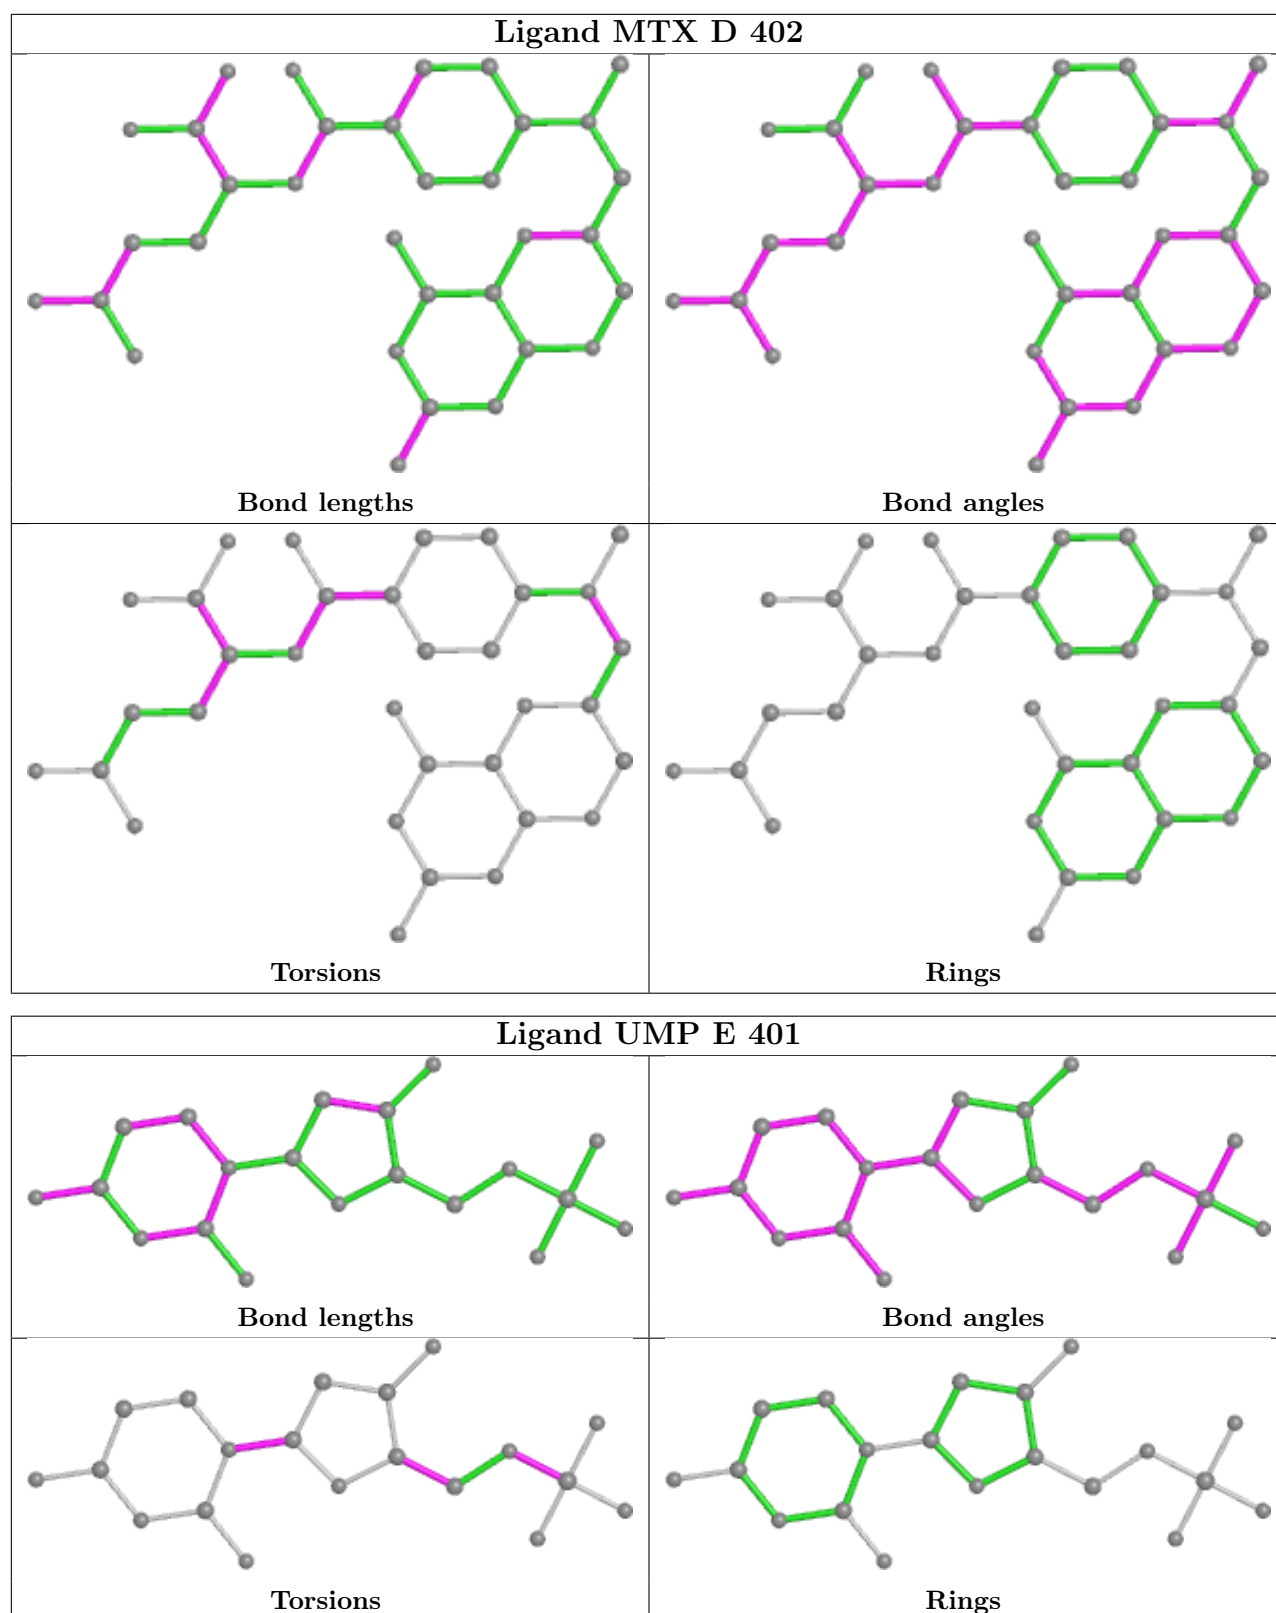 Ligand MTX D 402
Bond lengths
Bond angles
Torsions
Rings
Ligand UMP E 401
Bond lengths
Bond angles
Torsions
Rings